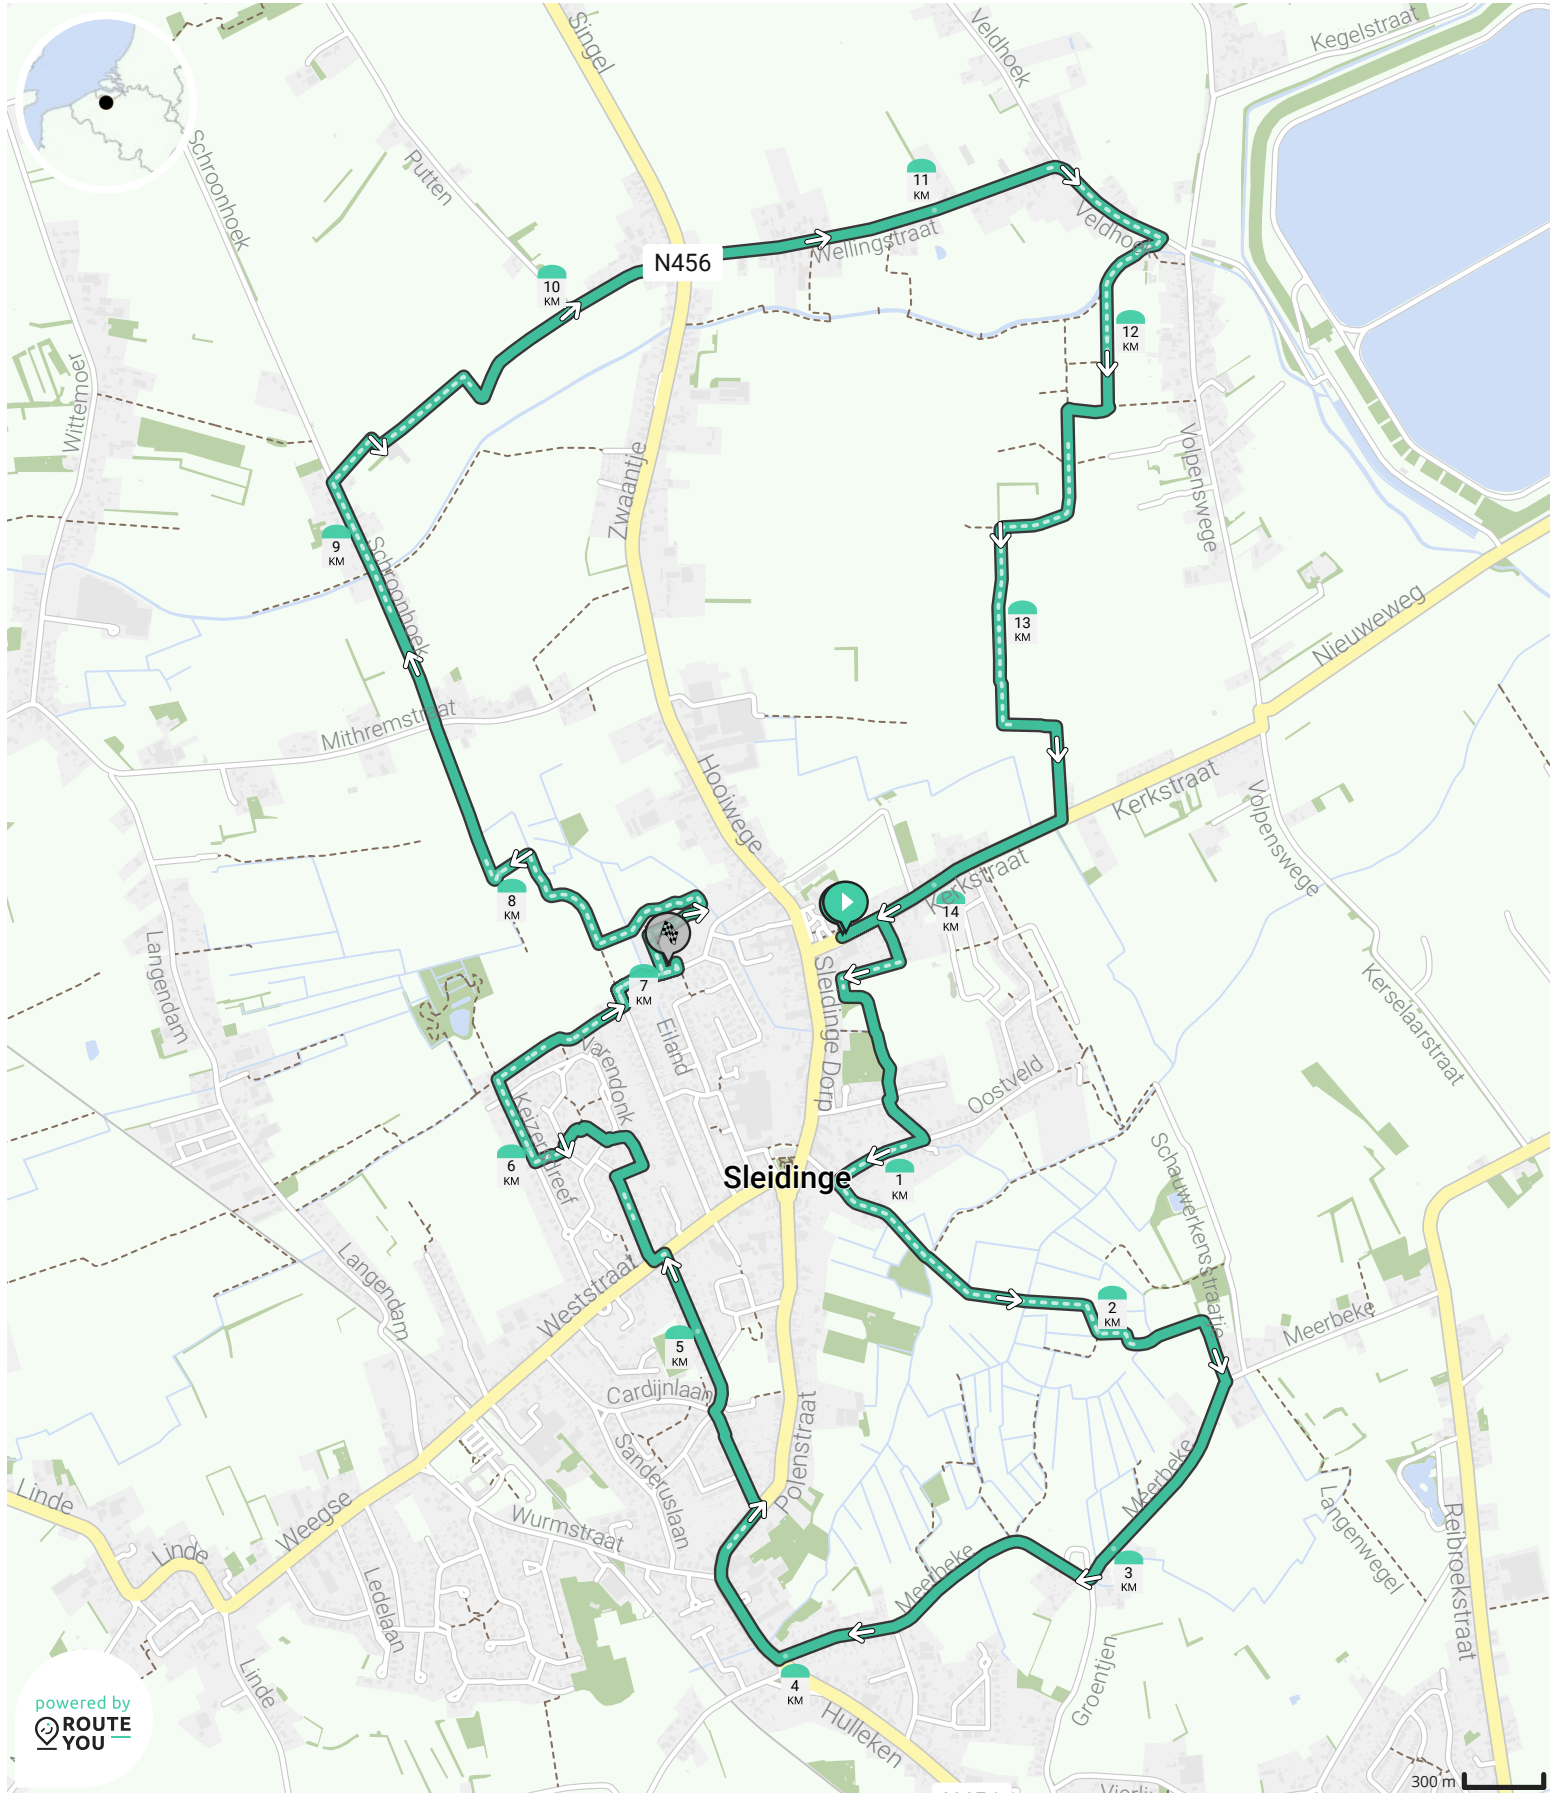 Singel
Veldhoek
Kegelstraat
Schroonhoek
Putten
11
KM
Veldhoek
Wellingstraat
N456
10
KM
12
KM
Wittemoer
Zwaantje
Volpenswege
9
KM
Schroonhoek
Nieuweweg
13
KM
Mithremstraat
Hooiwege
Kerkstraat
Volpenswege
Kerkstraat
8
KM
14
KM
Langendam
Sleidinge Dorp
7
KM
Kerselaarstraat
Eiland
Varendonk
Oostveld
Keizersdreef
6
KM
Sleidinge
1
KM
Schauwerkensstraatje
Langendam
Weststraat
2
KM
Meerbeke
5
KM
Cardijnlaan
Polenstraat
Sanderuslaan
Meerbeke
Linde
Weegse
Wurmstraat
Langenwegel
Reibroekstraat
Linde
Ledelaan
Meerbeke
3
KM
Linde
4
KM
Groentjen
Hulleken
powered by
ROUTE
YOU
300 m